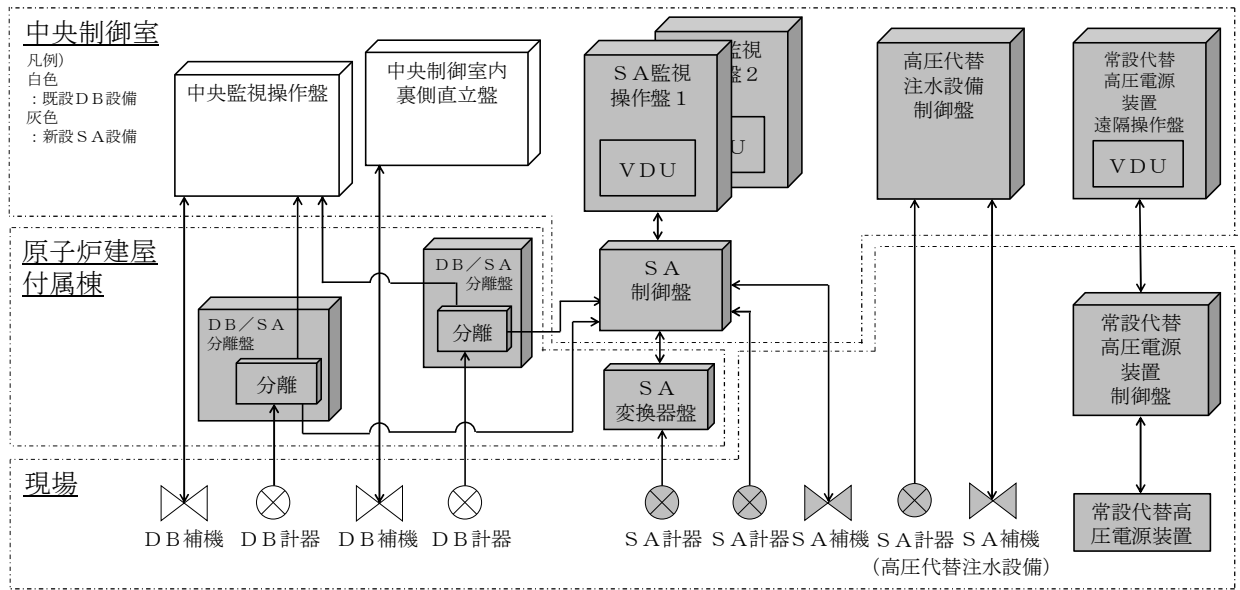 中央制御室
凡例)
白色
:既設DB設備
灰色
:新設SA設備
中央監視操作盤
中央制御室内
裏側直立盤
SA監視
操作盤1
VDU
監視
盤2
U
高圧代替
注水設備
制御盤
常設代替
高圧電源
装置
遠隔操作盤
VDU
原子炉建屋
付属棟
DB/SA
分離盤
分離
DB/SA
分離盤
分離
SA
制御盤
SA
変換器盤
常設代替
高圧電源
装置
制御盤
現場
DB補機
DB計器
DB補機
DB計器
SA計器
SA計器
SA補機
SA計器
SA補機
(高圧代替注水設備)
常設代替高
圧電源装置